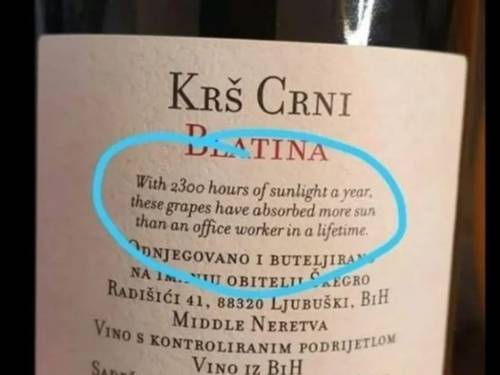 KRŠ CRNI
BLATINA
With 2300 hours of sunlight a year,
these grapes have absorbed more sun
than an office worker in a lifetime.
ODNJEGOVANO I BUTELJIRANO
NA IMANJU OBITELJI ŠKEGRO
RADIŠIĆI 41, 88320 LJUBUŠKI, BIH
MIDDLE NERETVA
VINO S KONTROLIRANIM PODRIJETLOM
VINO IZ BIH